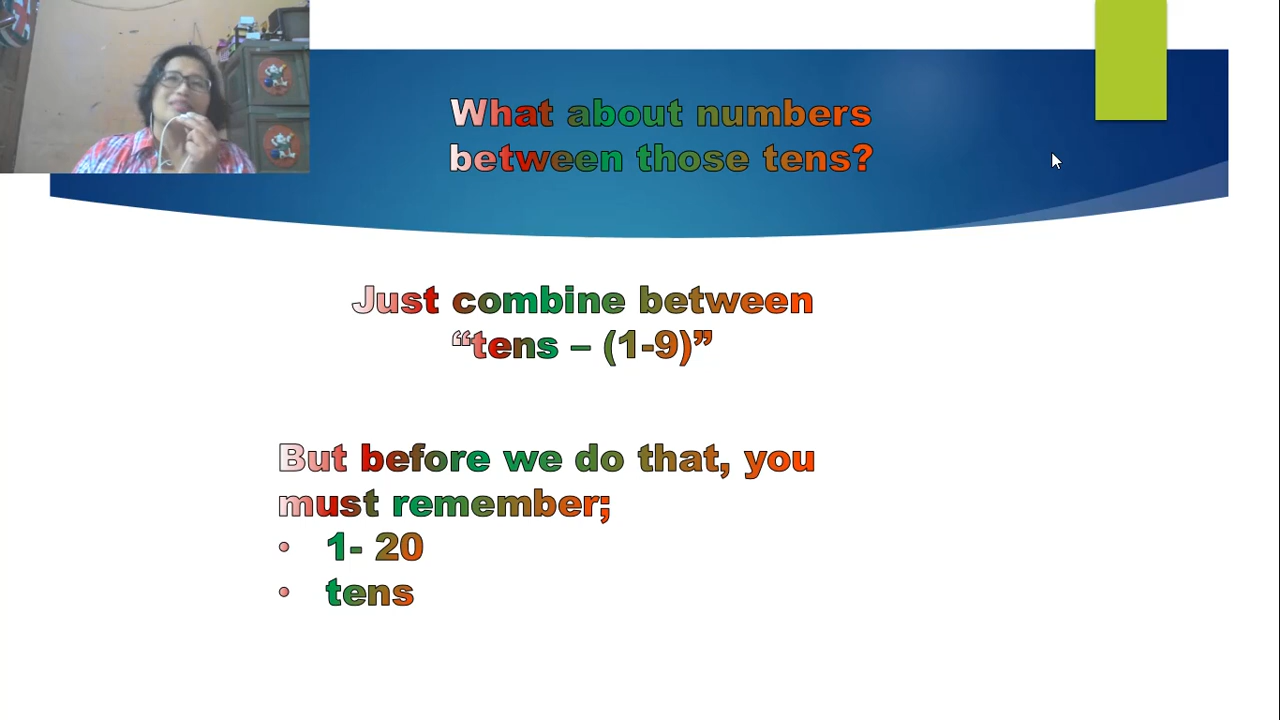 What about numbers
between those tens?
Just combine between
“tens – (1-9)”
But before we do that, you
must remember;
• 1- 20
• tens